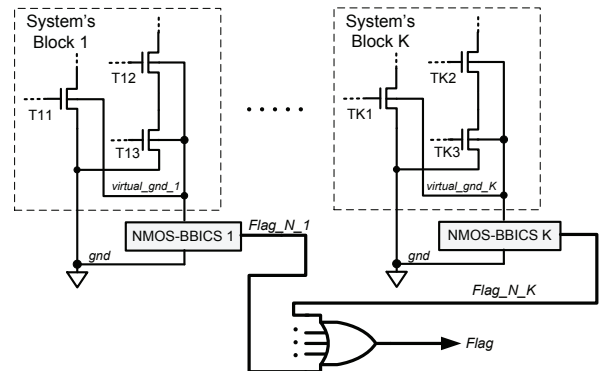 System's
Block 1
T12
T11
T13
virtual_gnd_1
NMOS-BBICS 1
Flag_N_1
gnd
System's
Block K
TK2
TK1
TK3
virtual_gnd_K
NMOS-BBICS K
gnd
Flag_N_K
Flag